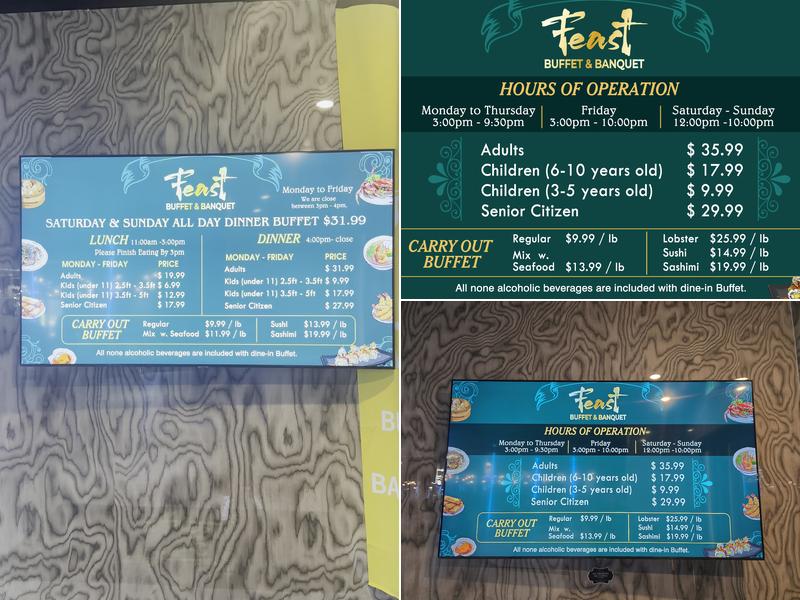 Feast
BUFFET & BANQUET
Monday to Friday
We are close
between 3pm - 4pm.
SATURDAY & SUNDAY ALL DAY DINNER BUFFET $31.99
LUNCH 11:00am -3:00pm
Please Finish Eating By 3pm
MONDAY - FRIDAY PRICE
Adults $ 19.99
Kids (under 11) 2.5ft - 3.5ft $ 6.99
Kids (under 11) 3.5ft - 5ft $ 12.99
Senior Citizen $ 17.99
DINNER 4:00pm- close
MONDAY - FRIDAY PRICE
Adults $ 31.99
Kids (under 11) 2.5ft - 3.5ft $ 9.99
Kids (under 11) 3.5ft - 5ft $ 17.99
Senior Citizen $ 27.99
CARRY OUT
BUFFET
Regular $9.99 / lb
Mix w. Seafood $11.99 / lb
Sushi $13.99 / lb
Sashimi $19.99 / lb
All none alcoholic beverages are included with dine-in Buffet.
BU
BA
Feast
BUFFET & BANQUET
HOURS OF OPERATION
Monday to Thursday
3:00pm - 9:30pm
Friday
3:00pm - 10:00pm
Saturday - Sunday
12:00pm -10:00pm
Adults $ 35.99
Children (6-10 years old) $ 17.99
Children (3-5 years old) $ 9.99
Senior Citizen $ 29.99
CARRY OUT
BUFFET
Regular $9.99 / lb
Mix w.
Seafood $13.99 / lb
Lobster $25.99 / lb
Sushi $14.99 / lb
Sashimi $19.99 / lb
All none alcoholic beverages are included with dine-in Buffet.
Feast
BUFFET & BANQUET
HOURS OF OPERATION
Monday to Thursday
3:00pm - 9:30pm
Friday
3:00pm - 10:00pm
Saturday - Sunday
12:00pm -10:00pm
Adults $ 35.99
Children (6-10 years old) $ 17.99
Children (3-5 years old) $ 9.99
Senior Citizen $ 29.99
CARRY OUT
BUFFET
Regular $9.99 / lb
Mix w.
Seafood $13.99 / lb
Lobster $25.99 / lb
Sushi $14.99 / lb
Sashimi $19.99 / lb
All none alcoholic beverages are included with dine-in Buffet.